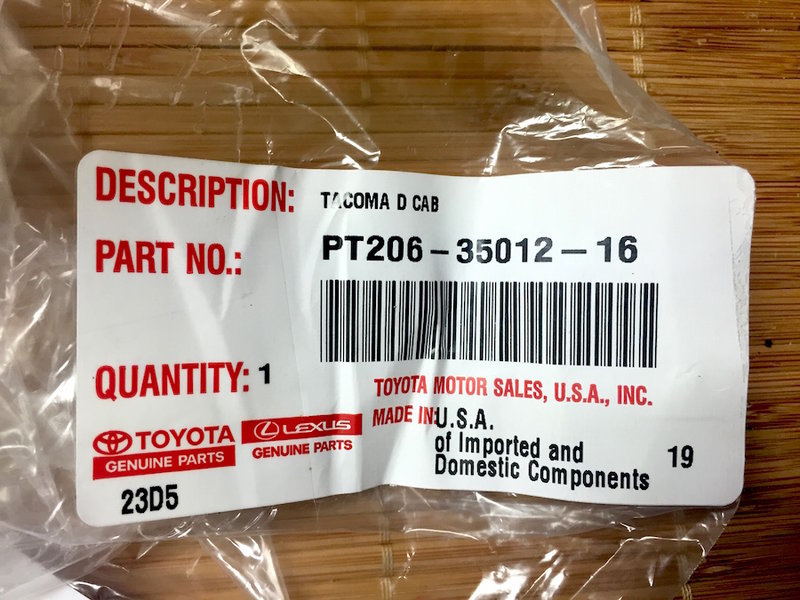 DESCRIPTION: TACOMA D CAB
PART NO.: PT206-35012-16
QUANTITY: 1
TOYOTA MOTOR SALES, U.S.A., INC.
TOYOTA
GENUINE PARTS
LEXUS
GENUINE PARTS
MADE IN: U.S.A.
of Imported and
Domestic Components
19
23D5